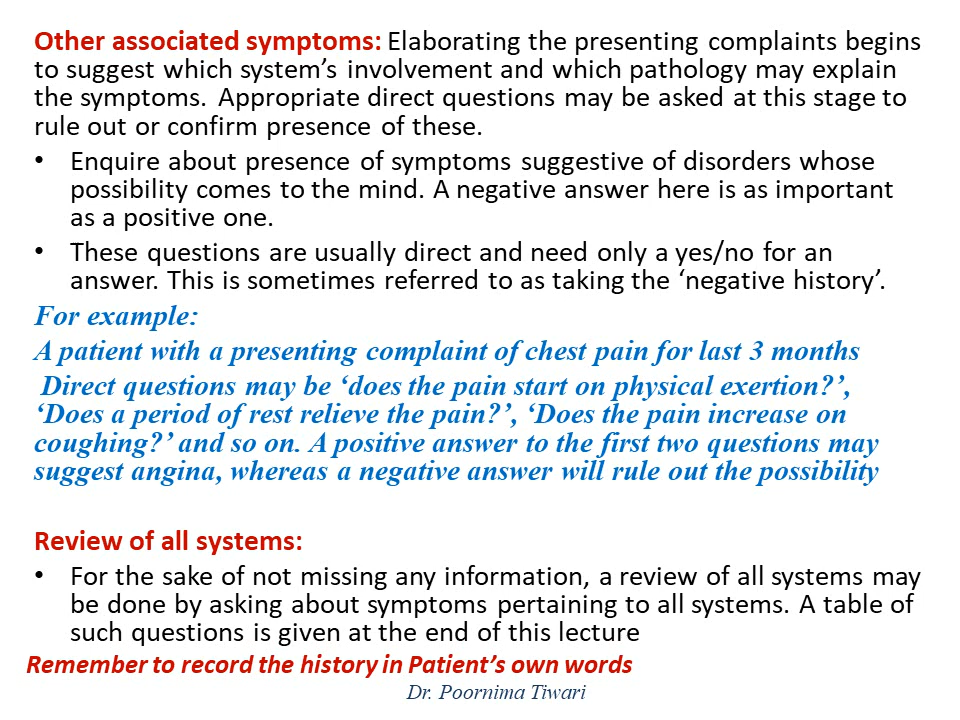 Other associated symptoms: Elaborating the presenting complaints begins
to suggest which system’s involvement and which pathology may explain
the symptoms. Appropriate direct questions may be asked at this stage to
rule out or confirm presence of these.
• Enquire about presence of symptoms suggestive of disorders whose
possibility comes to the mind. A negative answer here is as important
as a positive one.
• These questions are usually direct and need only a yes/no for an
answer. This is sometimes referred to as taking the ‘negative history’.
For example:
A patient with a presenting complaint of chest pain for last 3 months
Direct questions may be ‘does the pain start on physical exertion?’,
‘Does a period of rest relieve the pain?’, ‘Does the pain increase on
coughing?’ and so on. A positive answer to the first two questions may
suggest angina, whereas a negative answer will rule out the possibility
Review of all systems:
• For the sake of not missing any information, a review of all systems may
be done by asking about symptoms pertaining to all systems. A table of
such questions is given at the end of this lecture
Remember to record the history in Patient’s own words
Dr. Poornima Tiwari